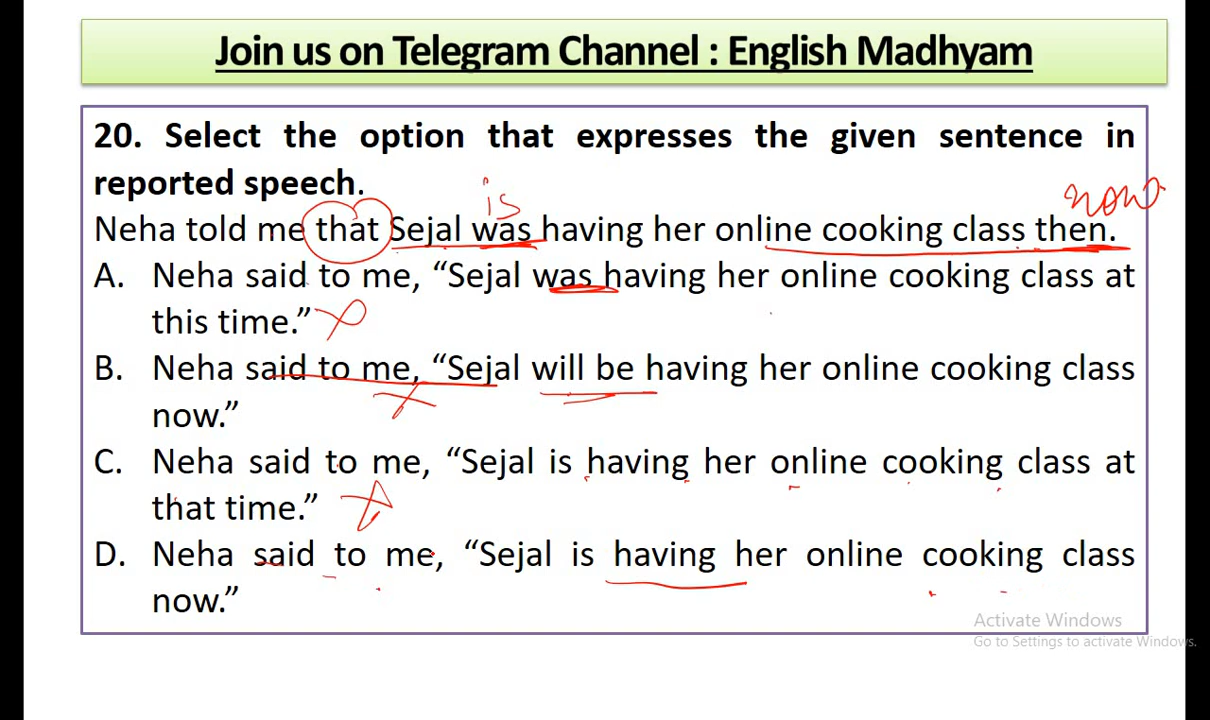 Join us on Telegram Channel : English Madhyam
20. Select the option that expresses the given sentence in
reported speech.
is
now
Neha told me that Sejal was having her online cooking class then.
A. Neha said to me, “Sejal was having her online cooking class at
this time.”
B. Neha said to me, “Sejal will be having her online cooking class
now.”
C. Neha said to me, “Sejal is having her online cooking class at
that time.”
D. Neha said to me, “Sejal is having her online cooking class
now.”
Activate Windows
Go to Settings to activate Windows.